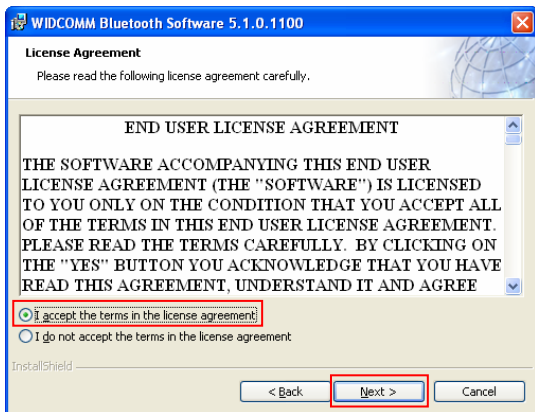 WIDCOMM Bluetooth Software 5.1.0.1100
License Agreement
Please read the following license agreement carefully.
END USER LICENSE AGREEMENT
THE SOFTWARE ACCOMPANYING THIS END USER
LICENSE AGREEMENT (THE "SOFTWARE") IS LICENSED
TO YOU ONLY ON THE CONDITION THAT YOU ACCEPT ALL
OF THE TERMS IN THIS END USER LICENSE AGREEMENT.
PLEASE READ THE TERMS CAREFULLY. BY CLICKING ON
THE "YES" BUTTON YOU ACKNOWLEDGE THAT YOU HAVE
READ THIS AGREEMENT, UNDERSTAND IT AND AGREE
I accept the terms in the license agreement
I do not accept the terms in the license agreement
InstallShield
< Back Next > Cancel